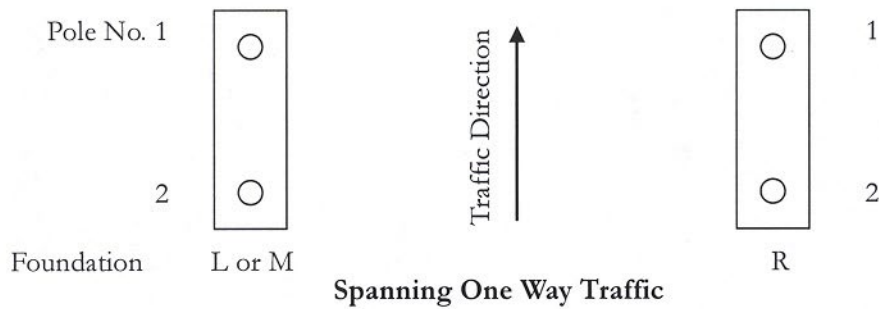 Pole No. 1 1
Traffic Direction
2 2
Foundation L or M R
Spanning One Way Traffic